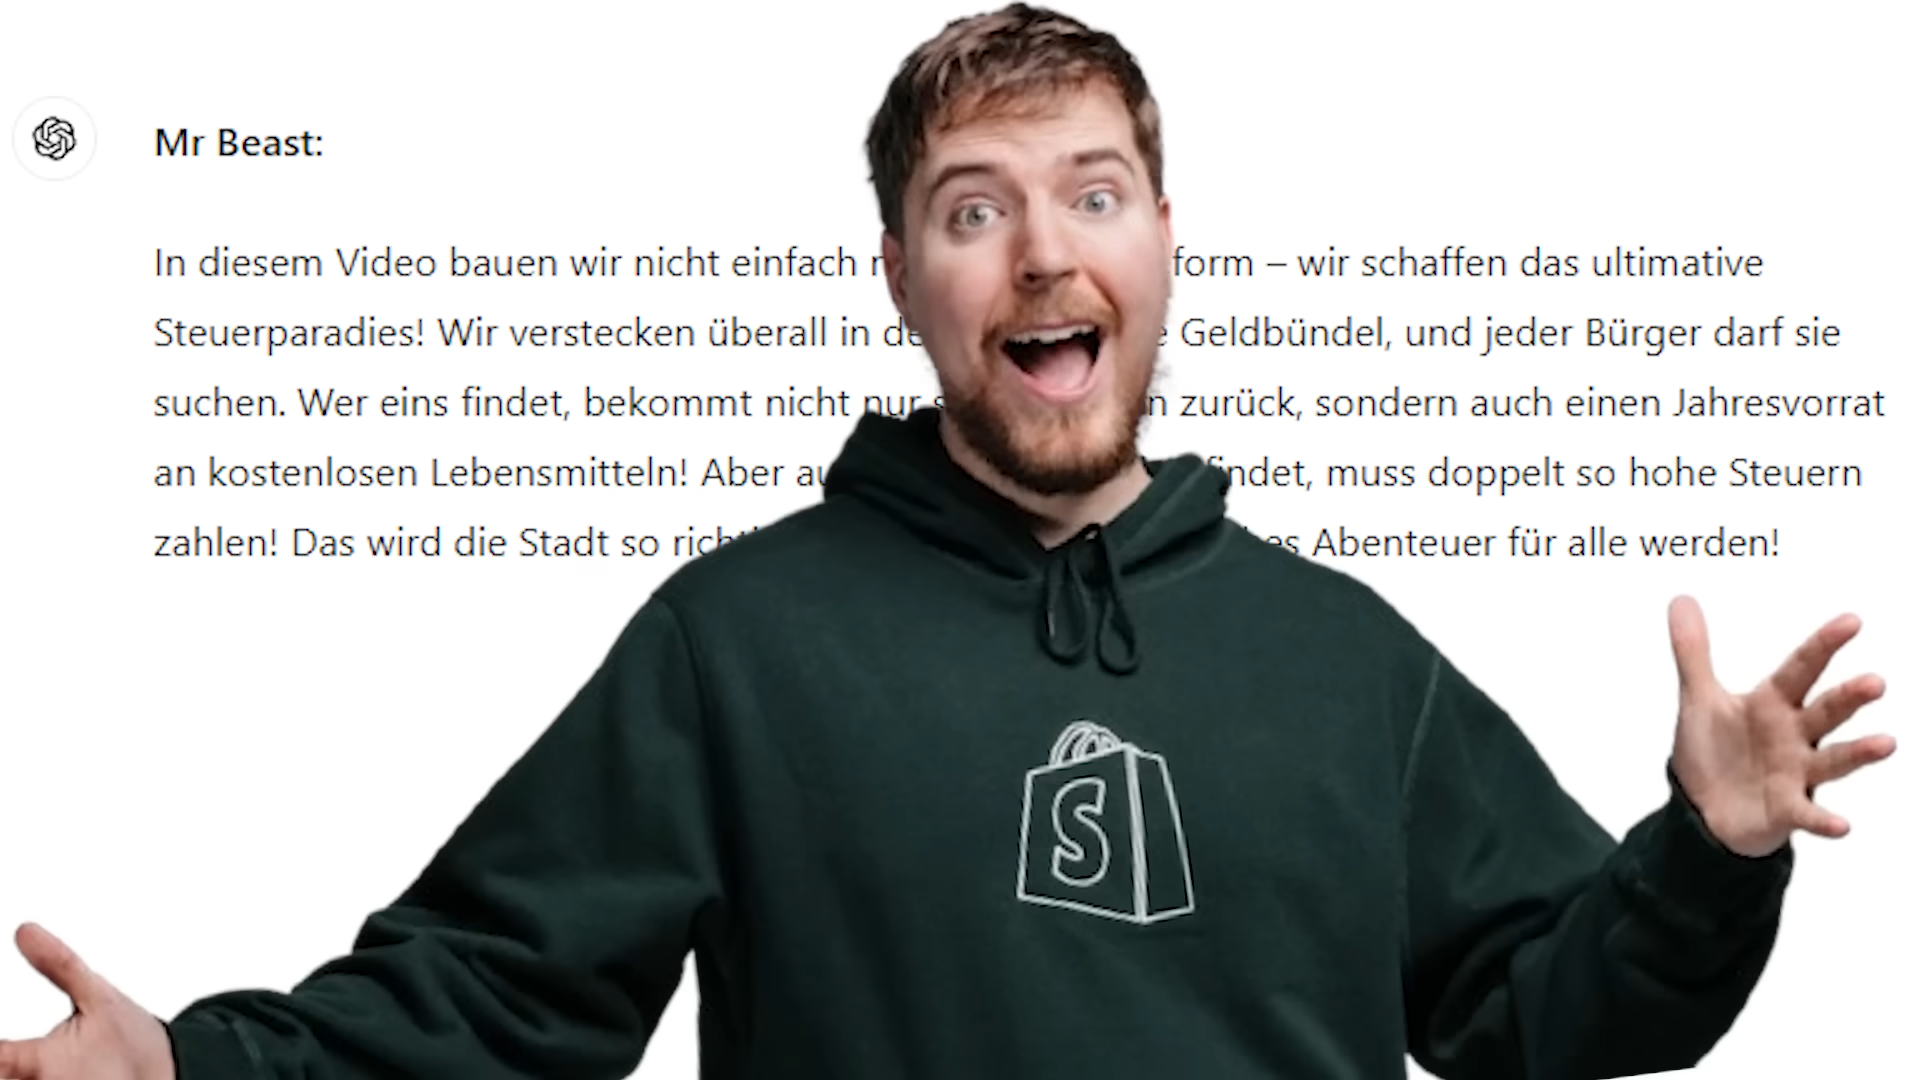 Mr Beast:
In diesem Video bauen wir nicht einfach form – wir schaffen das ultimative
Steuerparadies! Wir verstecken überall in Geldbündel, und jeder Bürger darf sie
suchen. Wer eins findet, bekommt nicht nur zurück, sondern auch einen Jahresvorrat
an kostenlosen Lebensmitteln! Aber muss doppelt so hohe Steuern
zahlen! Das wird die Stadt so Abenteuer für alle werden!
S